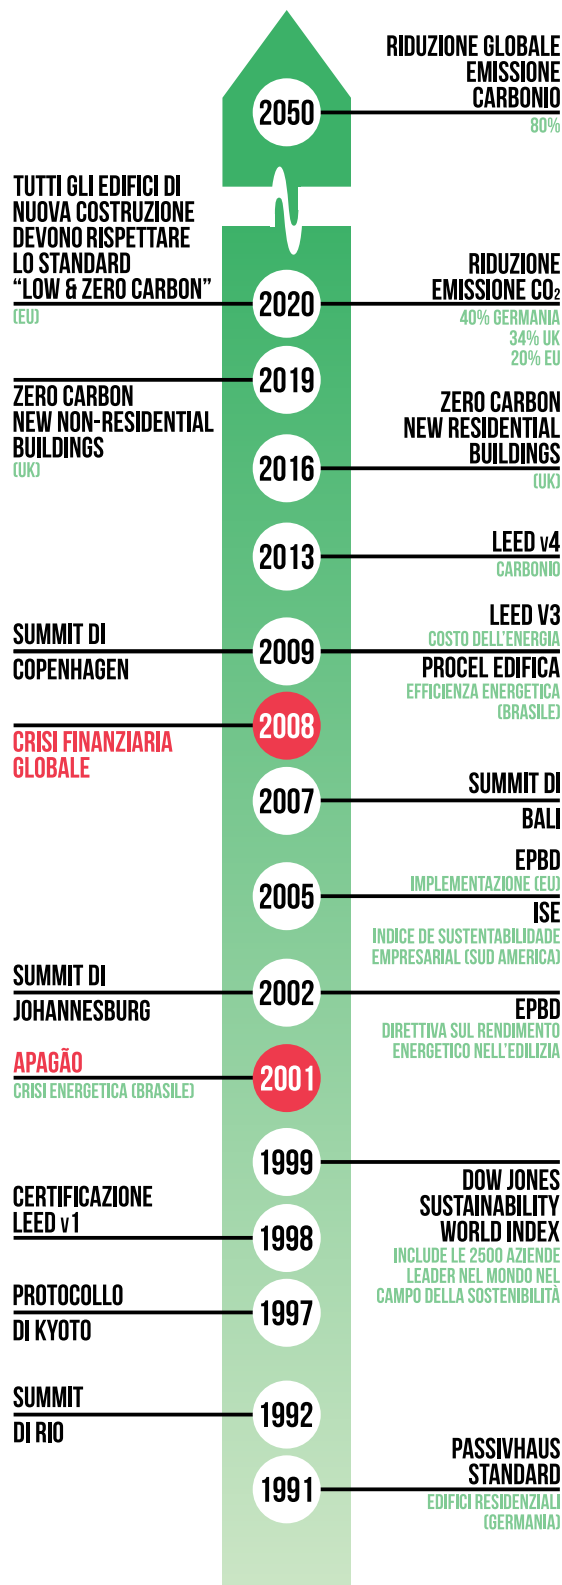 RIDUZIONE GLOBALE
EMISSIONE
CARBONIO
2050
80%
TUTTI GLI EDIFICI DI
NUOVA COSTRUZIONE
DEVONO RISPETTARE
LO STANDARD
“LOW & ZERO CARBON”
(EU)
2020
RIDUZIONE
EMISSIONE CO₂
40% GERMANIA
34% UK
20% EU
2019
ZERO CARBON
NEW NON-RESIDENTIAL
BUILDINGS
(UK)
ZERO CARBON
NEW RESIDENTIAL
BUILDINGS
2016
(UK)
2013
LEED v4
CARBONIO
SUMMIT DI
COPENHAGEN
2009
LEED V3
COSTO DELL'ENERGIA
PROCEL EDIFICA
EFFICIENZA ENERGETICA
(BRASILE)
2008
CRISI FINANZIARIA
GLOBALE
2007
SUMMIT DI
BALI
2005
EPBD
IMPLEMENTAZIONE (EU)
ISE
INDICE DE SUSTENTABILIDADE
EMPRESARIAL (SUD AMERICA)
SUMMIT DI
JOHANNESBURG
2002
EPBD
DIRETTIVA SUL RENDIMENTO
ENERGETICO NELL'EDILIZIA
APAGÃO
CRISI ENERGETICA (BRASILE)
2001
1999
DOW JONES
SUSTAINABILITY
WORLD INDEX
INCLUDE LE 2500 AZIENDE
LEADER NEL MONDO NEL
CAMPO DELLA SOSTENIBILITÀ
CERTIFICAZIONE
LEED v1
1998
PROTOCOLLO
DI KYOTO
1997
SUMMIT
DI RIO
1992
1991
PASSIVHAUS
STANDARD
EDIFICI RESIDENZIALI
(GERMANIA)